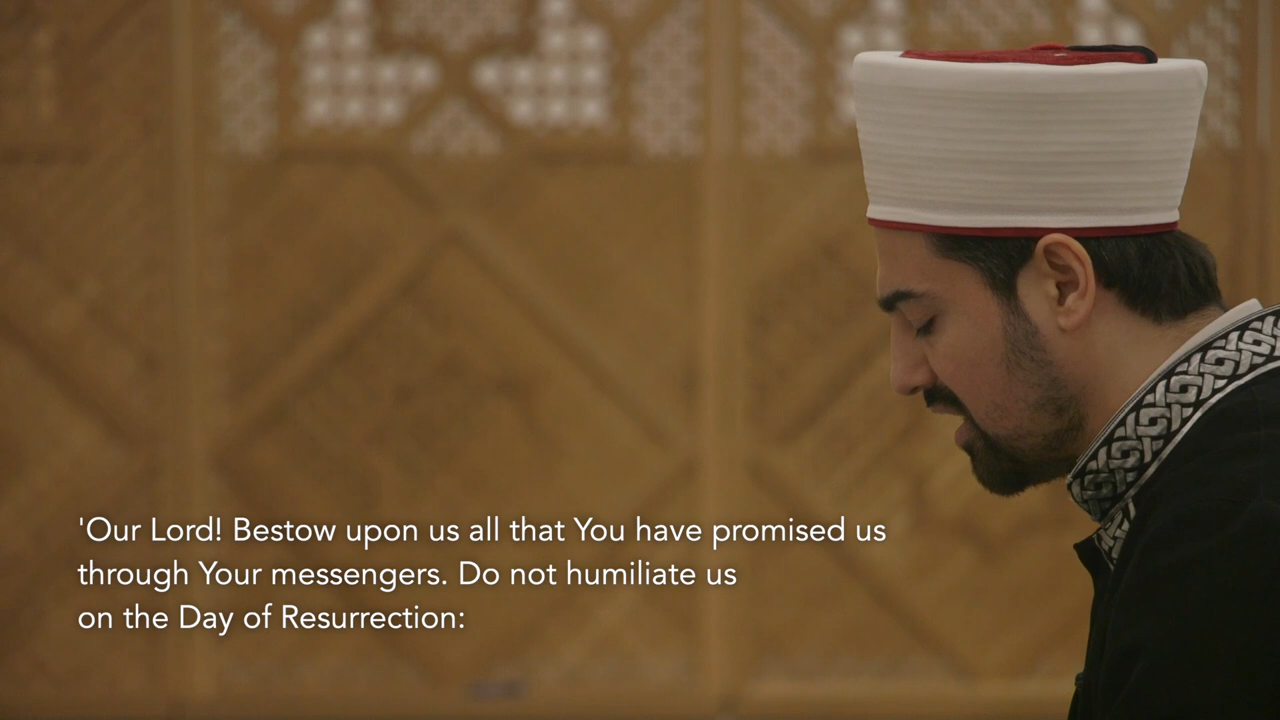 'Our Lord! Bestow upon us all that You have promised us
through Your messengers. Do not humiliate us
on the Day of Resurrection: